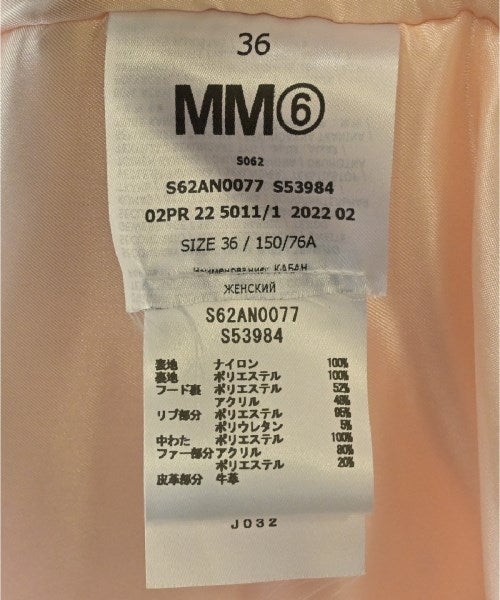 36
MM⑥
S062
S62AN0077 S53984
02PR 22 5011/1 2022 02
SIZE 36 / 150/76A
Наименование: КАБАН
ЖЕНСКИЙ
S62AN0077
S53984
表地 ナイロン 100%
裏地 ポリエステル 100%
フード裏 ポリエステル 52%
アクリル 48%
リブ部分 ポリエステル 95%
ポリウレタン 5%
中わた ポリエステル 100%
ファー部分 アクリル 80%
ポリエステル 20%
皮革部分 牛革
J032